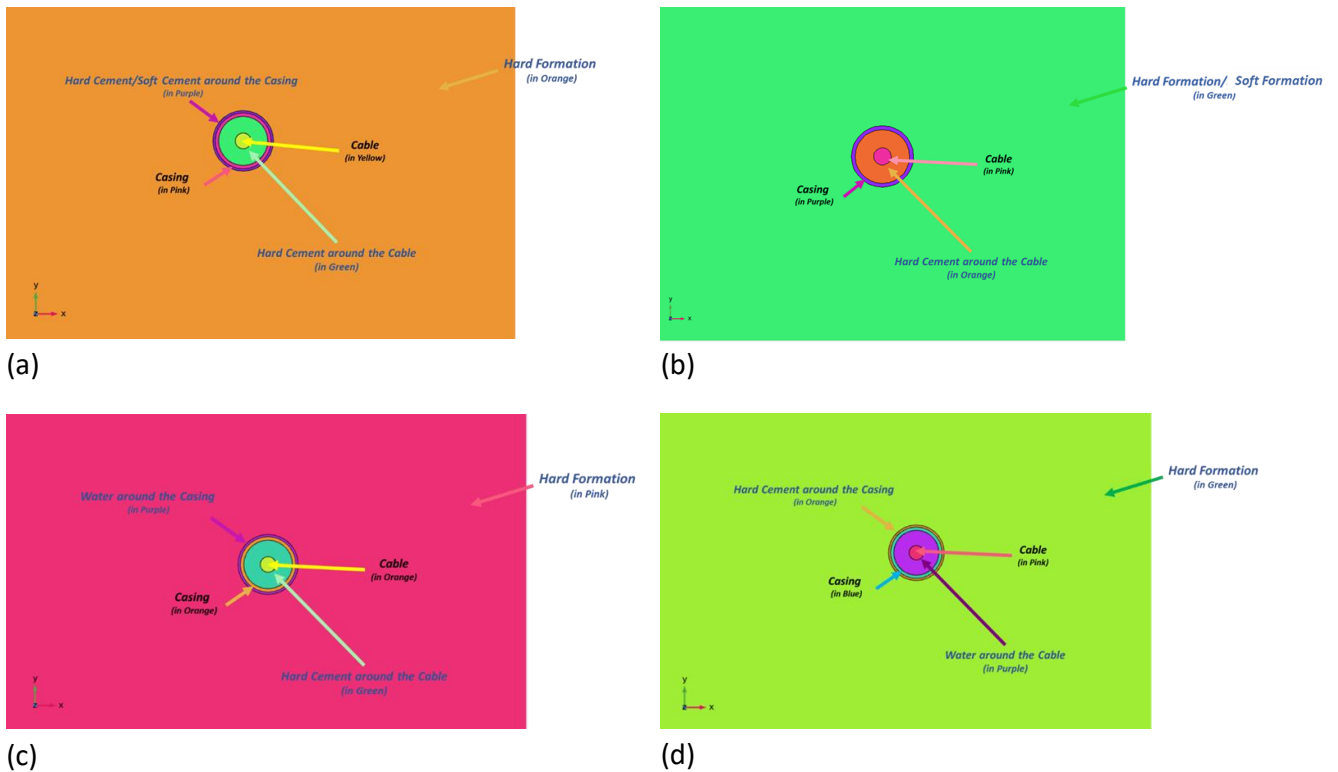 Hard Formation
(in Orange)
Hard Cement/Soft Cement around the Casing
(in Purple)
Cable
(in Yellow)
Casing
(in Pink)
Hard Cement around the Cable
(in Green)
y
z
x
(a)
Hard Formation/ Soft Formation
(in Green)
Cable
(in Pink)
Casing
(in Purple)
Hard Cement around the Cable
(in Orange)
y
z
x
(b)
Hard Formation
(in Pink)
Water around the Casing
(in Purple)
Cable
(in Orange)
Casing
(in Orange)
Hard Cement around the Cable
(in Green)
y
z
x
(c)
Hard Formation
(in Green)
Hard Cement around the Casing
(in Orange)
Cable
(in Pink)
Casing
(in Blue)
Water around the Cable
(in Purple)
y
z
x
(d)